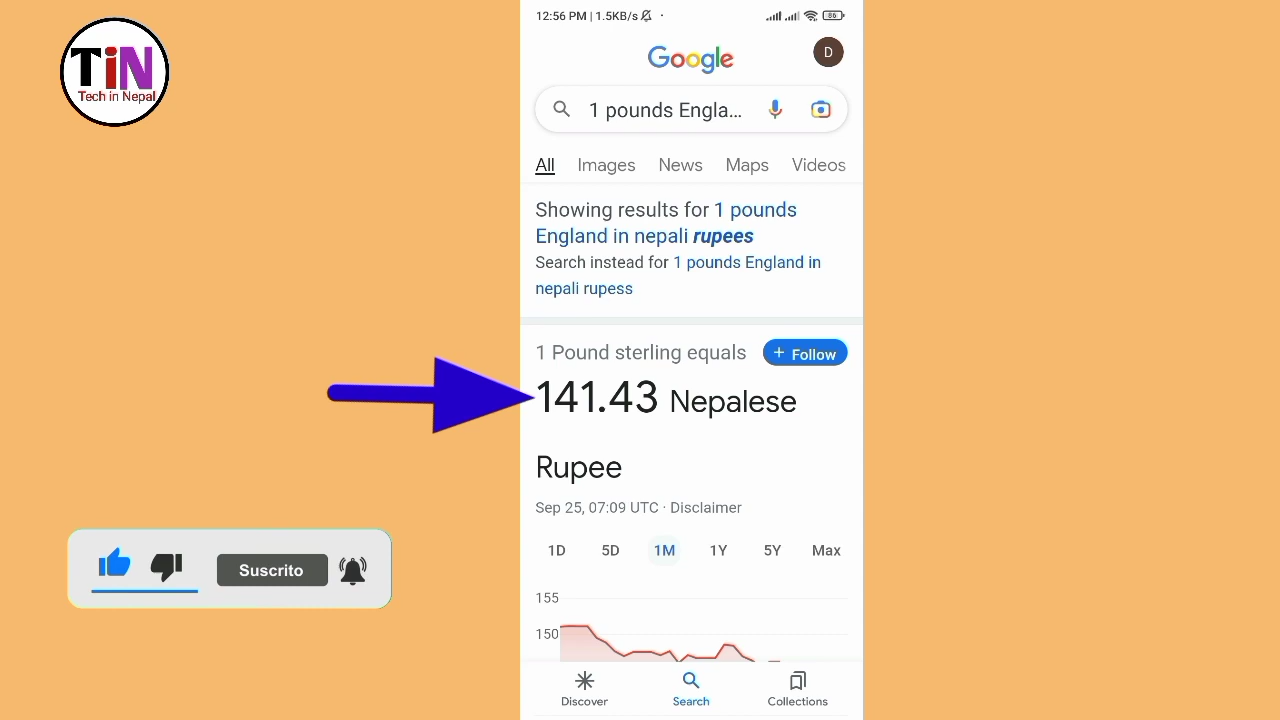 TiN
Tech in Nepal
12:56 PM | 1.5KB/s
86
Google
D
1 pounds Engla...
All Images News Maps Videos
Showing results for 1 pounds
England in nepali rupees
Search instead for 1 pounds England in
nepali rupess
1 Pound sterling equals
+ Follow
141.43 Nepalese
Rupee
Sep 25, 07:09 UTC · Disclaimer
1D 5D 1M 1Y 5Y Max
155
150
Suscrito
Discover Search Collections